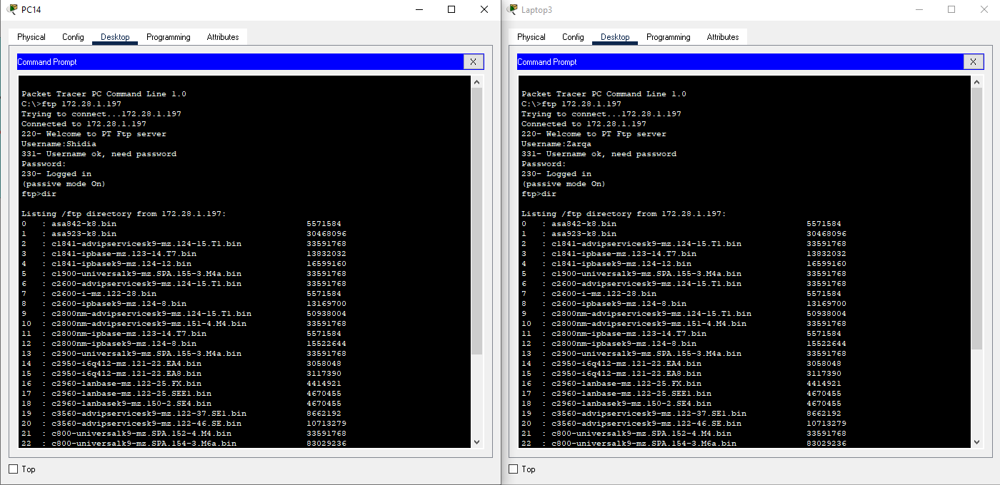 PC14
Physical Config Desktop Programming Attributes
Command Prompt X
Packet Tracer PC Command Line 1.0
C:\>ftp 172.28.1.197
Trying to connect...172.28.1.197
Connected to 172.28.1.197
220- Welcome to PT Ftp server
Username:Shidia
331- Username ok, need password
Password:
230- Logged in
(passive mode On)
ftp>dir
Listing /ftp directory from 172.28.1.197:
0 : asa842-k8.bin 5571584
1 : asa923-k8.bin 30468096
2 : c1841-advipservicesk9-mz.124-15.T1.bin 33591768
3 : c1841-ipbase-mz.123-14.T7.bin 13832032
4 : c1841-ipbasek9-mz.124-12.bin 16599160
5 : c1900-universalk9-mz.SPA.155-3.M4a.bin 33591768
6 : c2600-advipservicesk9-mz.124-15.T1.bin 33591768
7 : c2600-i-mz.122-28.bin 5571584
8 : c2600-ipbasek9-mz.124-8.bin 13169700
9 : c2800nm-advipservicesk9-mz.124-15.T1.bin 50938004
10 : c2800nm-advipservicesk9-mz.151-4.M4.bin 33591768
11 : c2800nm-ipbase-mz.123-14.T7.bin 5571584
12 : c2800nm-ipbasek9-mz.124-8.bin 15522644
13 : c2900-universalk9-mz.SPA.155-3.M4a.bin 33591768
14 : c2950-i6q4l2-mz.121-22.EA4.bin 3058048
15 : c2950-i6q4l2-mz.121-22.EA8.bin 3117390
16 : c2960-lanbase-mz.122-25.FX.bin 4414921
17 : c2960-lanbase-mz.122-25.SEE1.bin 4670455
18 : c2960-lanbasek9-mz.150-2.SE4.bin 4670455
19 : c3560-advipservicesk9-mz.122-37.SE1.bin 8662192
20 : c3560-advipservicesk9-mz.122-46.SE.bin 10713279
21 : c800-universalk9-mz.SPA.152-4.M4.bin 33591768
22 : c800-universalk9-mz.SPA.154-3.M6a.bin 83029236
Top
Laptop3
Physical Config Desktop Programming Attributes
Command Prompt X
Packet Tracer PC Command Line 1.0
C:\>ftp 172.28.1.197
Trying to connect...172.28.1.197
Connected to 172.28.1.197
220- Welcome to PT Ftp server
Username:Zarqa
331- Username ok, need password
Password:
230- Logged in
(passive mode On)
ftp>dir
Listing /ftp directory from 172.28.1.197:
0 : asa842-k8.bin 5571584
1 : asa923-k8.bin 30468096
2 : c1841-advipservicesk9-mz.124-15.T1.bin 33591768
3 : c1841-ipbase-mz.123-14.T7.bin 13832032
4 : c1841-ipbasek9-mz.124-12.bin 16599160
5 : c1900-universalk9-mz.SPA.155-3.M4a.bin 33591768
6 : c2600-advipservicesk9-mz.124-15.T1.bin 33591768
7 : c2600-i-mz.122-28.bin 5571584
8 : c2600-ipbasek9-mz.124-8.bin 13169700
9 : c2800nm-advipservicesk9-mz.124-15.T1.bin 50938004
10 : c2800nm-advipservicesk9-mz.151-4.M4.bin 33591768
11 : c2800nm-ipbase-mz.123-14.T7.bin 5571584
12 : c2800nm-ipbasek9-mz.124-8.bin 15522644
13 : c2900-universalk9-mz.SPA.155-3.M4a.bin 33591768
14 : c2950-i6q4l2-mz.121-22.EA4.bin 3058048
15 : c2950-i6q4l2-mz.121-22.EA8.bin 3117390
16 : c2960-lanbase-mz.122-25.FX.bin 4414921
17 : c2960-lanbase-mz.122-25.SEE1.bin 4670455
18 : c2960-lanbasek9-mz.150-2.SE4.bin 4670455
19 : c3560-advipservicesk9-mz.122-37.SE1.bin 8662192
20 : c3560-advipservicesk9-mz.122-46.SE.bin 10713279
21 : c800-universalk9-mz.SPA.152-4.M4.bin 33591768
22 : c800-universalk9-mz.SPA.154-3.M6a.bin 83029236
Top